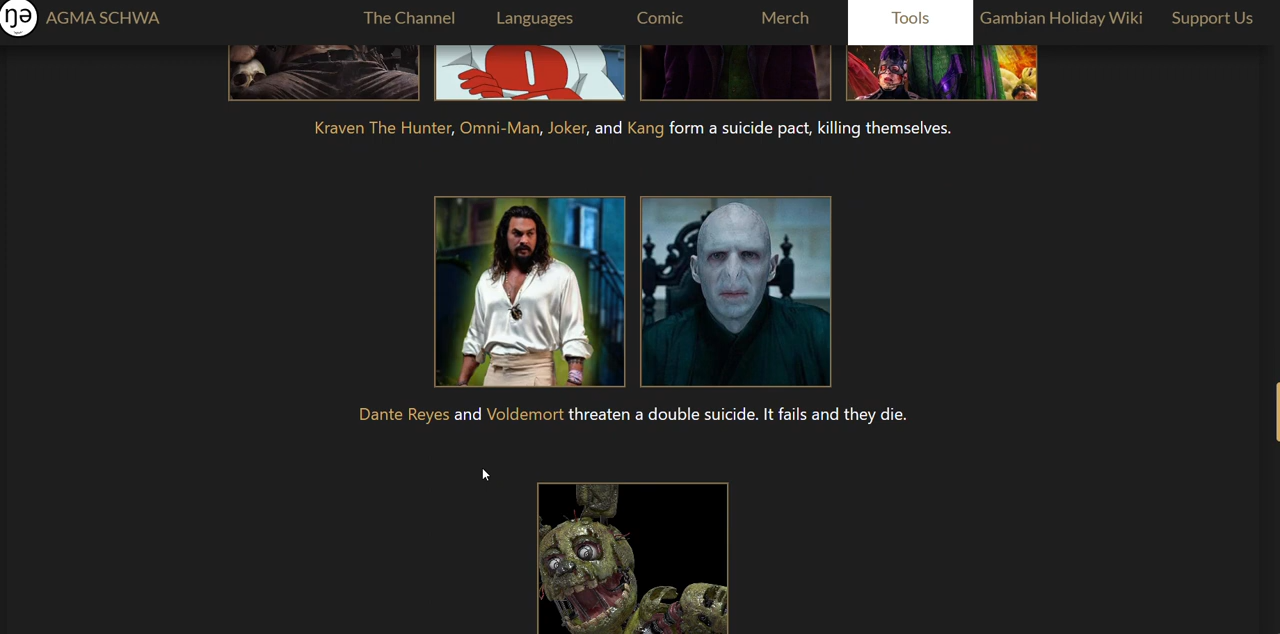 ŋə AGMA SCHWA The Channel Languages Comic Merch Tools Gambian Holiday Wiki Support Us
Kraven The Hunter, Omni-Man, Joker, and Kang form a suicide pact, killing themselves.
Dante Reyes and Voldemort threaten a double suicide. It fails and they die.